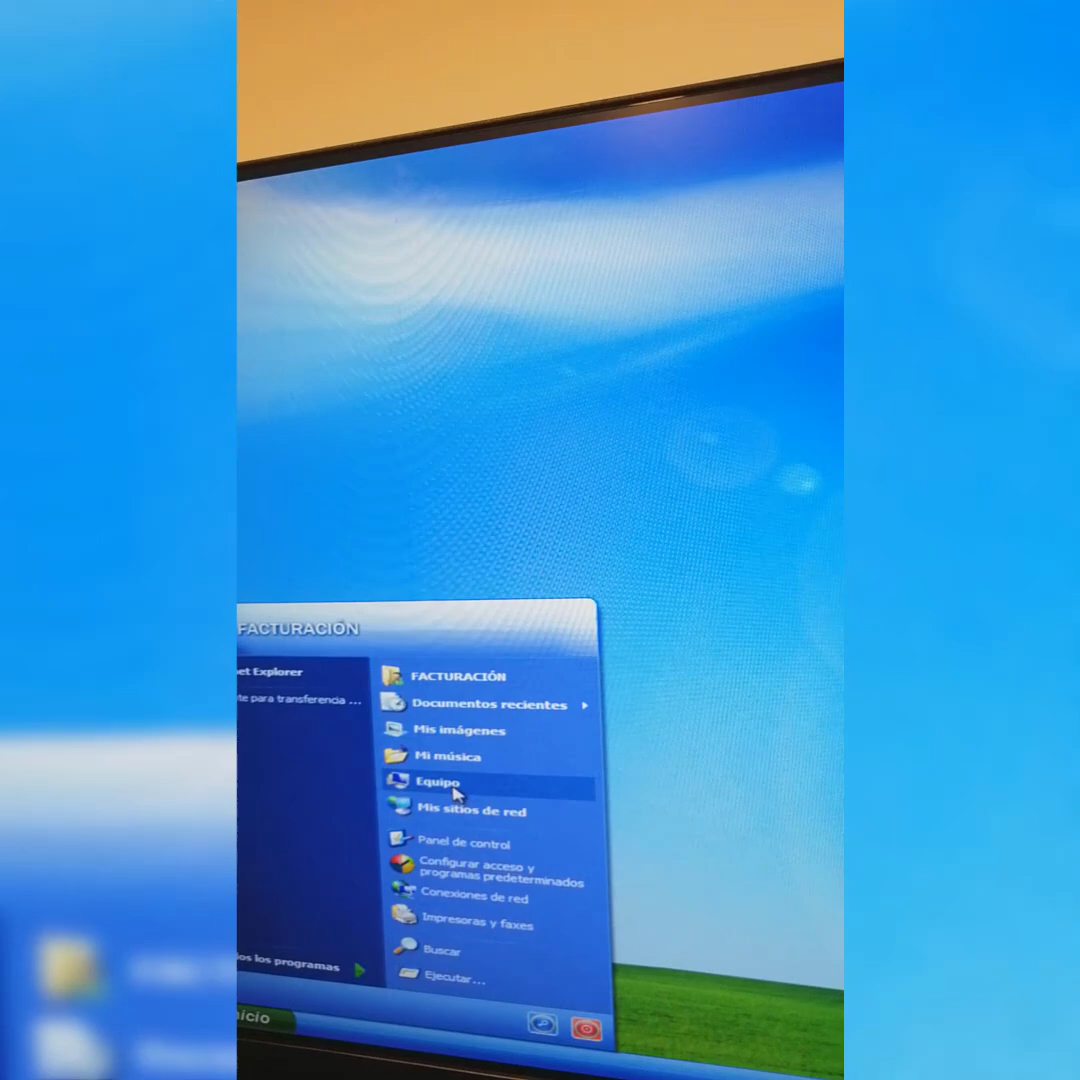 FACTURACIÓN
et Explorer
te para transferencia ...
FACTURACIÓN
Documentos recientes
Mis imágenes
Mi música
Equipo
Mis sitios de red
Panel de control
Configurar acceso y
programas predeterminados
Conexiones de red
Impresoras y faxes
Buscar
Ejecutar...
os los programas
nicio